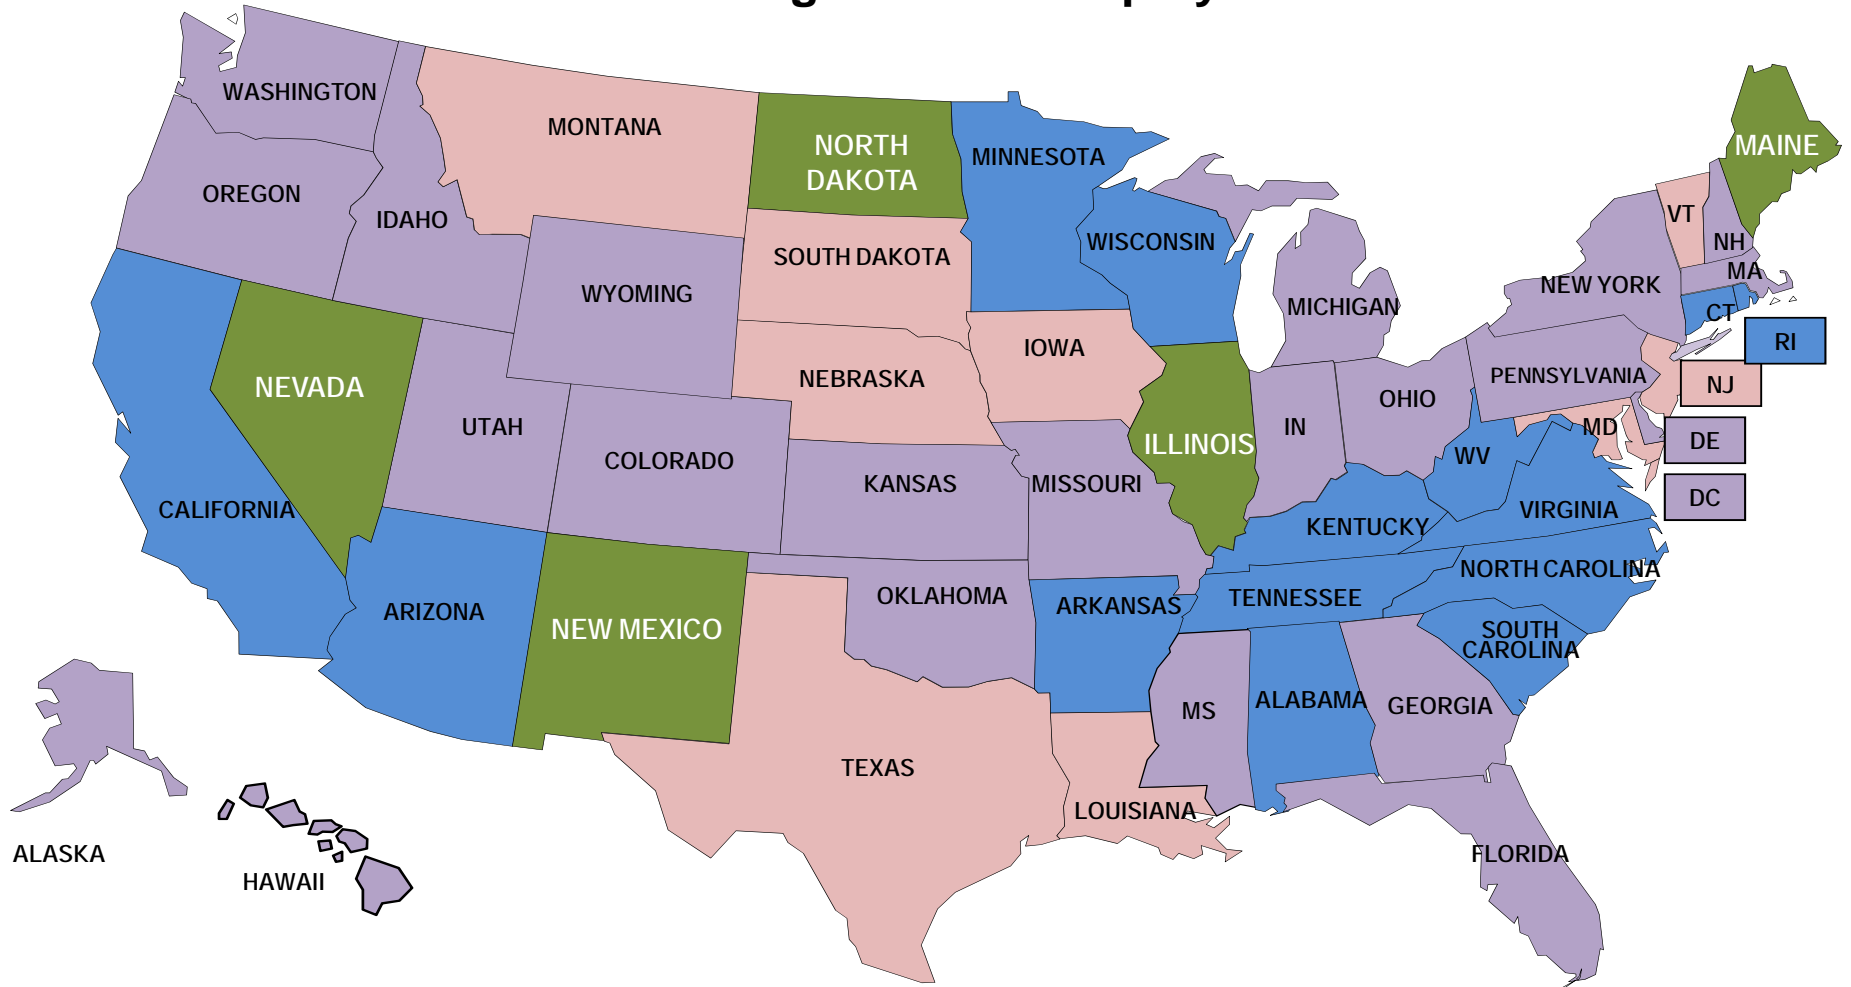 WASHINGTON
MONTANA
NORTH
DAKOTA
MINNESOTA
MAINE
OREGON
IDAHO
VT
NH
SOUTH DAKOTA
WISCONSIN
MA
WYOMING
NEW YORK
MICHIGAN
CT
RI
IOWA
NEVADA
NEBRASKA
PENNSYLVANIA
NJ
OHIO
UTAH
IN
MD
ILLINOIS
DE
COLORADO
WV
KANSAS
MISSOURI
DC
CALIFORNIA
VIRGINIA
KENTUCKY
NORTH CAROLINA
ARIZONA
OKLAHOMA
ARKANSAS
TENNESSEE
NEW MEXICO
SOUTH
CAROLINA
MS
ALABAMA
GEORGIA
TEXAS
LOUISIANA
ALASKA
HAWAII
FLORIDA